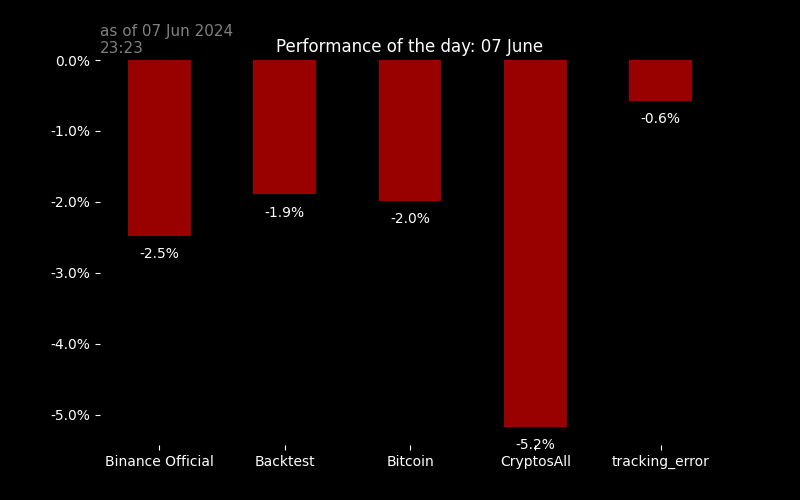 as of 07 Jun 2024
23:23
Performance of the day: 07 June
0.0%
-1.0%
-2.0%
-3.0%
-4.0%
-5.0%
-2.5%
-1.9%
-2.0%
-5.2%
-0.6%
Binance Official
Backtest
Bitcoin
CryptosAll
tracking_error